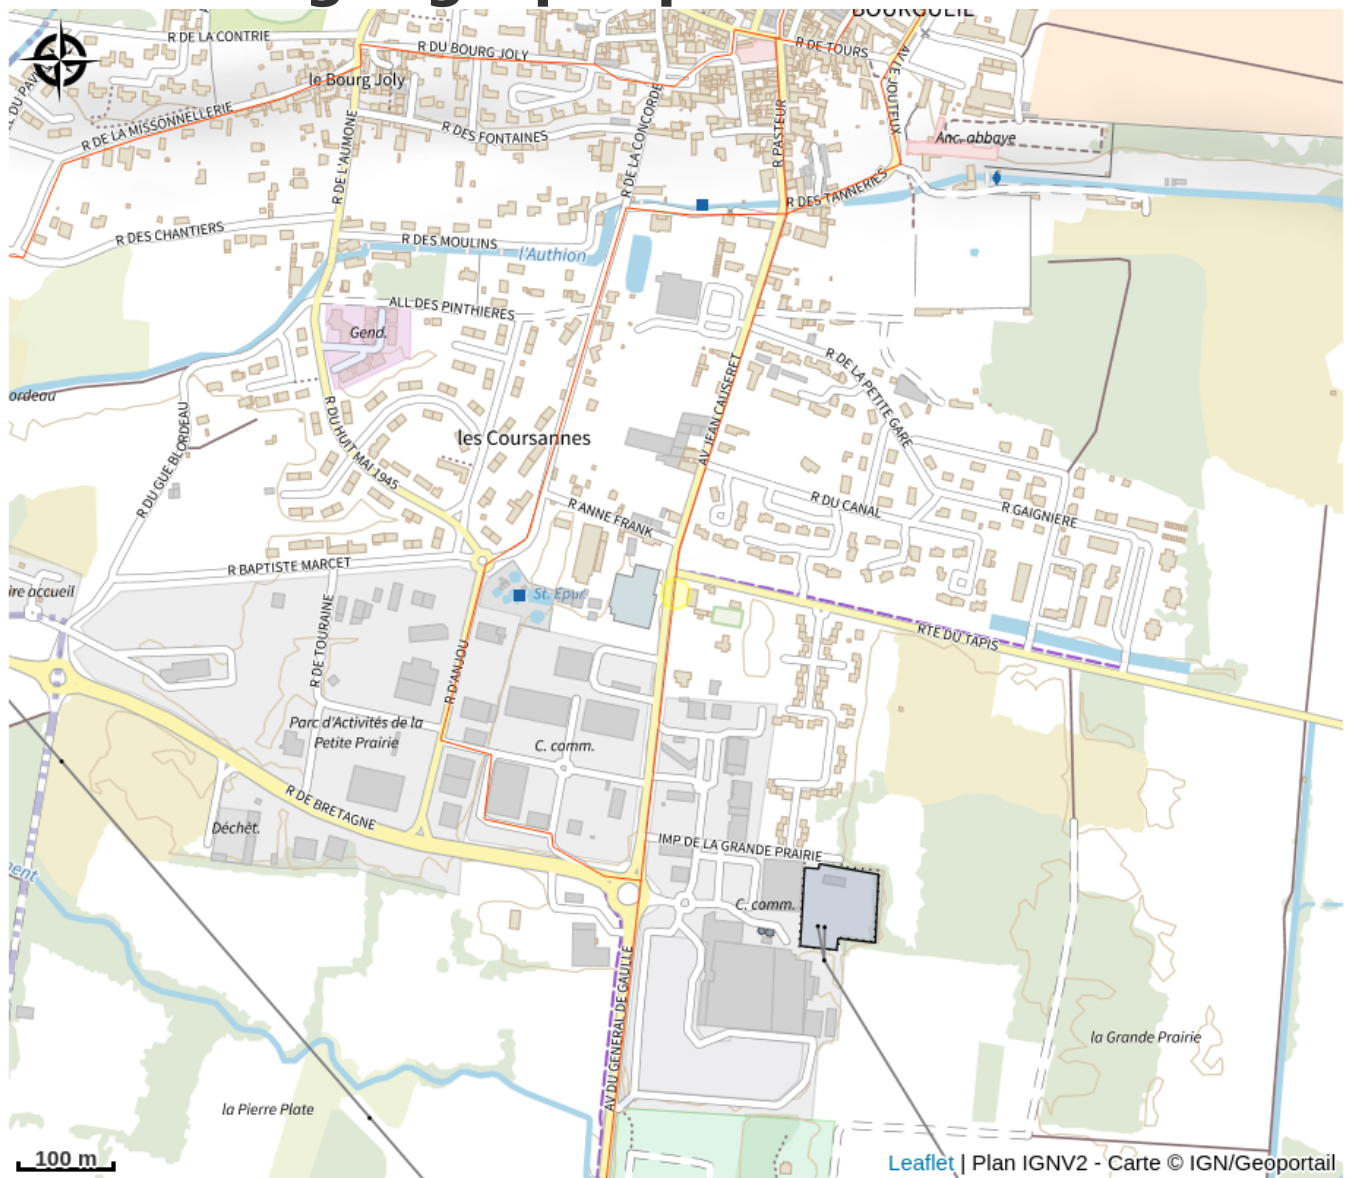 BOURGUEIL
R DE LA CONTRIE
R DU BOURG JOLY
R DE TOURS
AV LE JOUTEUX
le Bourg Joly
R DE LA MISSONNELLERIE
R DES FONTAINES
R DE LA CONCORDE
R PASTEUR
Anc. abbaye
R DE L'AUMONE
R DES TANNERIES
R DES CHANTIERS
R DES MOULINS
l'Authion
ALL DES PINTHIERES
Gend.
R DE LA PETITE GARE
AV JEAN CAUSERET
ordeau
R DU GUE BLORDEAU
R DU HUIT MAI 1945
les Coursannes
R ANNE FRANK
R DU CANAL
R GAIGNIERE
R BAPTISTE MARCET
ire accueil
St. Epur.
R DE TOURAINE
R D'ANJOU
RTE DU TAPIS
Parc d'Activités de la
Petite Prairie
C. comm.
R DE BRETAGNE
Déchèt.
IMP DE LA GRANDE PRAIRIE
C. comm.
ment
AV DU GENERAL DE GAULLE
la Grande Prairie
la Pierre Plate
100 m
Leaflet | Plan IGNV2 - Carte © IGN/Geoportail